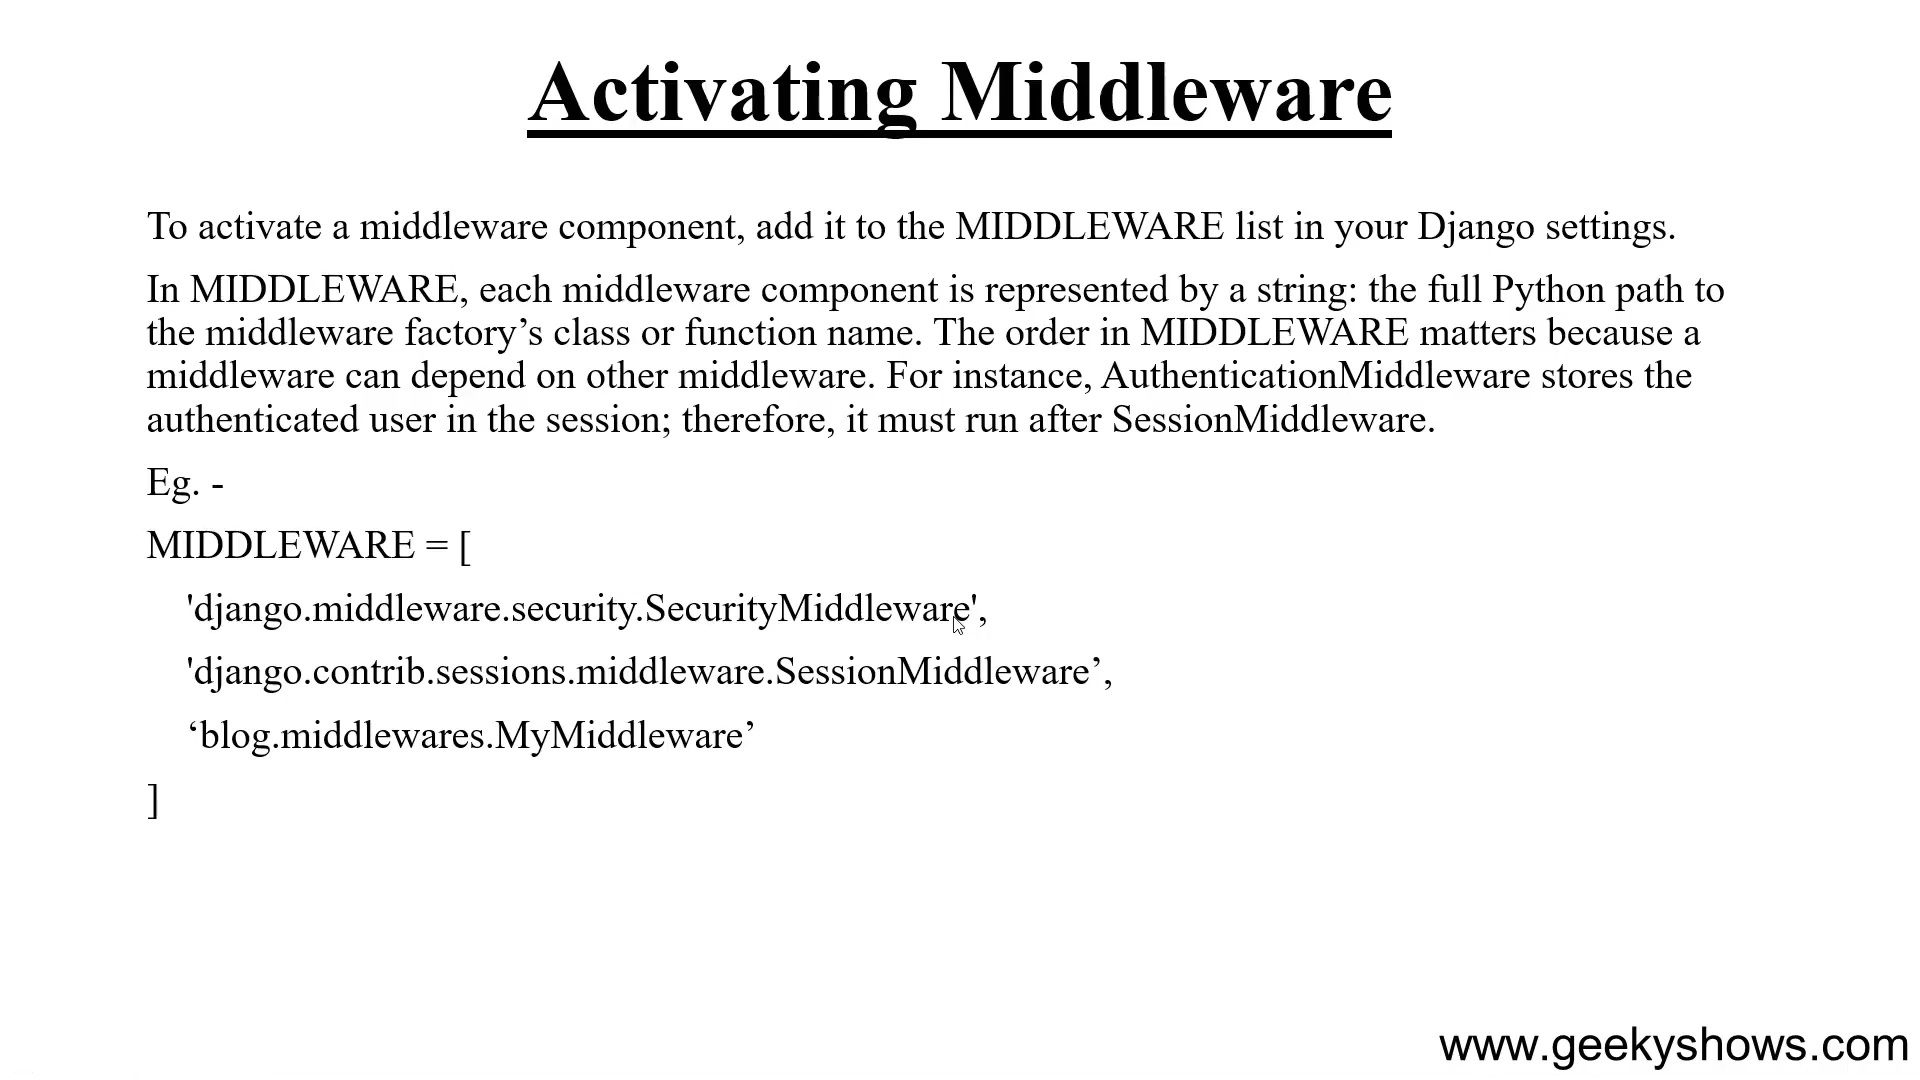 Activating Middleware
To activate a middleware component, add it to the MIDDLEWARE list in your Django settings.
In MIDDLEWARE, each middleware component is represented by a string: the full Python path to
the middleware factory’s class or function name. The order in MIDDLEWARE matters because a
middleware can depend on other middleware. For instance, AuthenticationMiddleware stores the
authenticated user in the session; therefore, it must run after SessionMiddleware.
Eg. -
MIDDLEWARE = [
'django.middleware.security.SecurityMiddleware',
'django.contrib.sessions.middleware.SessionMiddleware’,
‘blog.middlewares.MyMiddleware’
]
www.geekyshows.com